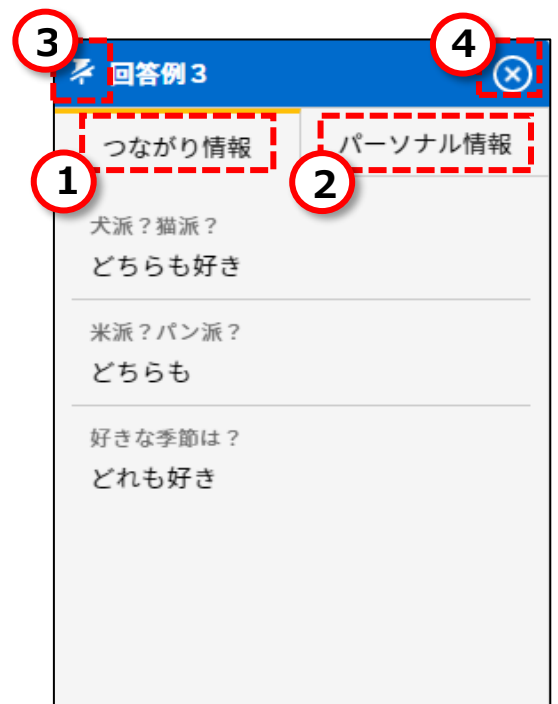 3
4
回答例３
つながり情報
パーソナル情報
1
2
犬派？猫派？
どちらも好き
米派？パン派？
どちらも
好きな季節は？
どれも好き